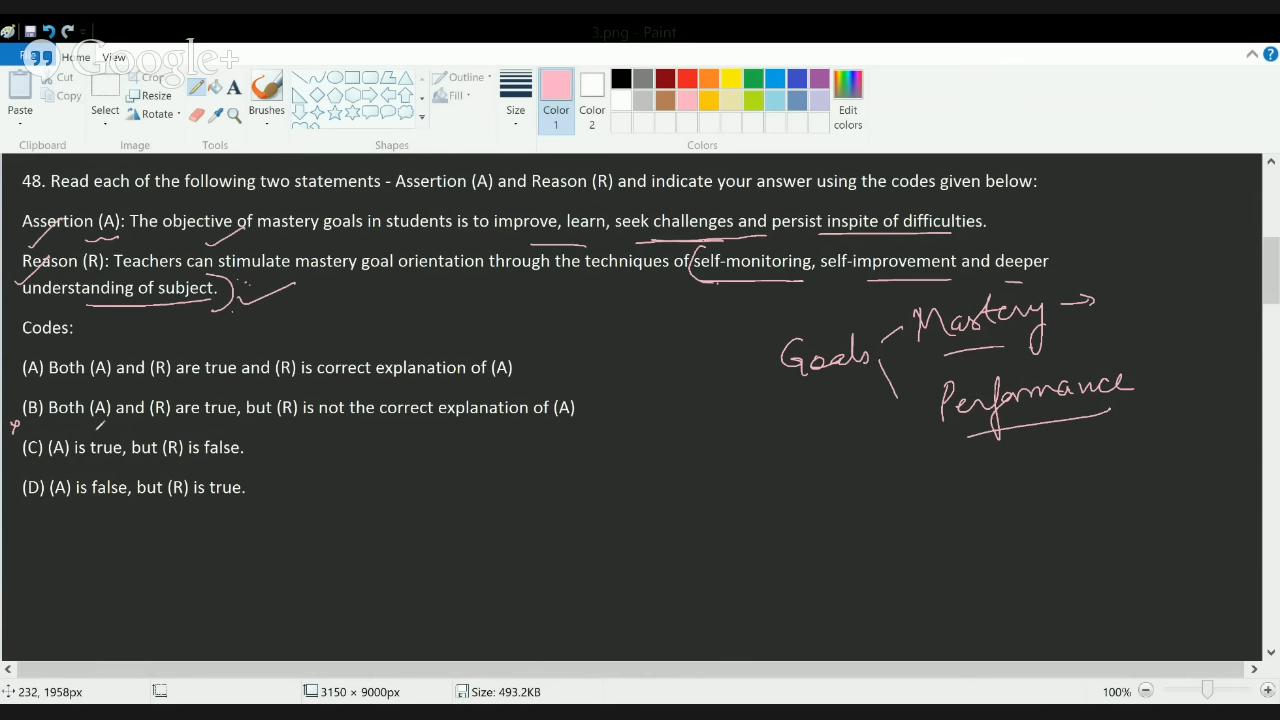 3.png - Paint
Google+
File Home View
Cut
Copy
Paste
Crop
Resize
Rotate
Select
Brushes
Outline
Fill
Size
Color 1
Color 2
Edit colors
Clipboard
Image
Tools
Shapes
Colors
48. Read each of the following two statements - Assertion (A) and Reason (R) and indicate your answer using the codes given below:
Assertion (A): The objective of mastery goals in students is to improve, learn, seek challenges and persist inspite of difficulties.
Reason (R): Teachers can stimulate mastery goal orientation through the techniques of self-monitoring, self-improvement and deeper
understanding of subject.
Codes:
(A) Both (A) and (R) are true and (R) is correct explanation of (A)
(B) Both (A) and (R) are true, but (R) is not the correct explanation of (A)
(C) (A) is true, but (R) is false.
(D) (A) is false, but (R) is true.
Goals
Mastery
Performance
232, 1958px
3150 × 9000px
Size: 493.2KB
100%